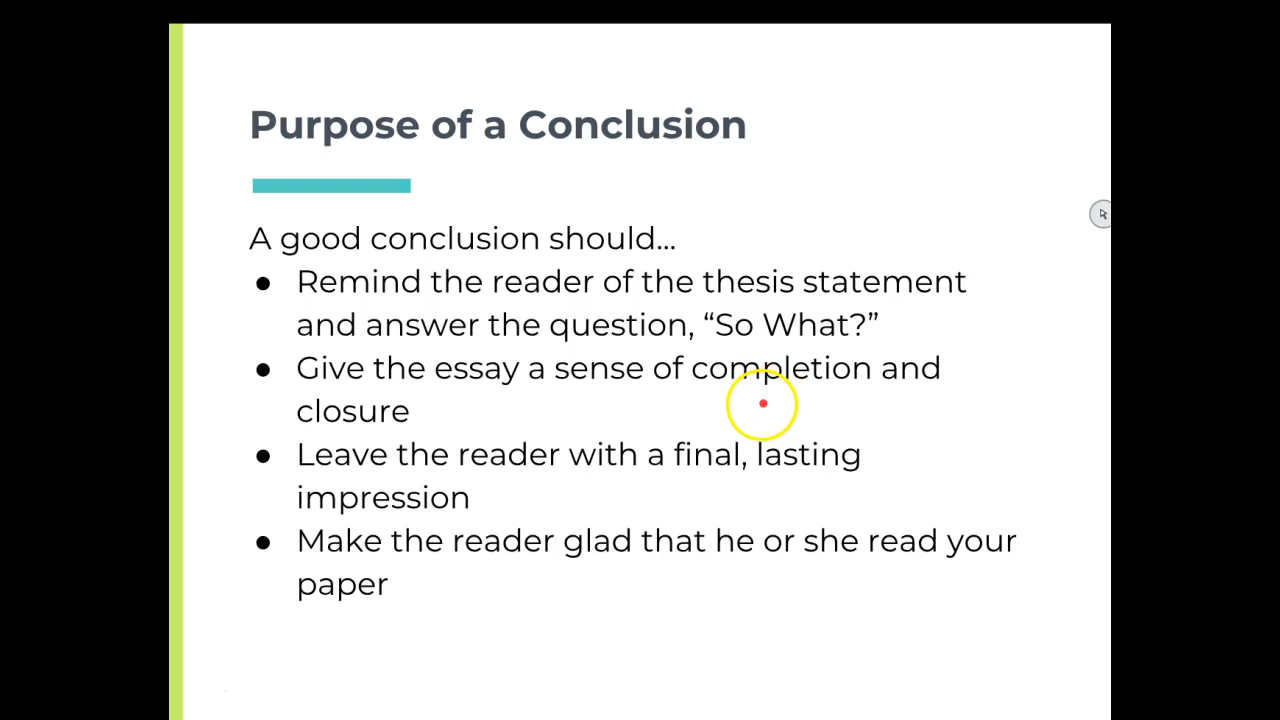 Purpose of a Conclusion
A good conclusion should...
● Remind the reader of the thesis statement
and answer the question, “So What?”
● Give the essay a sense of completion and
closure
● Leave the reader with a final, lasting
impression
● Make the reader glad that he or she read your
paper